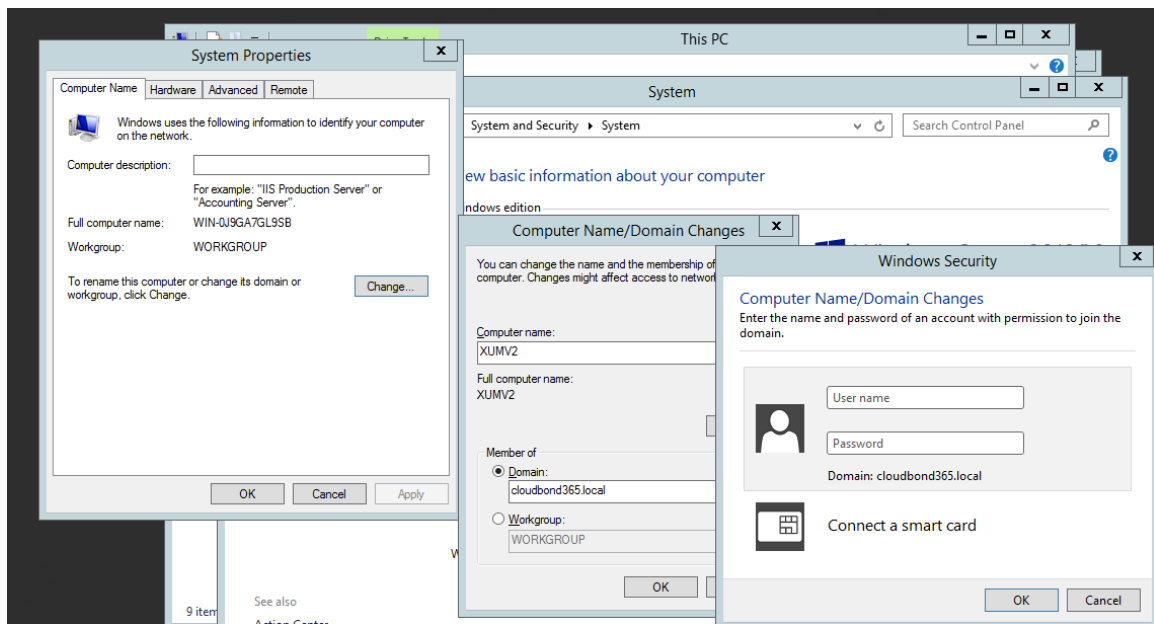 This PC
System Properties
System
Computer Name
Hardware
Advanced
Remote
Windows uses the following information to identify your computer
on the network.
Computer description:
For example: "IIS Production Server" or
"Accounting Server".
Full computer name:
WIN-0J9GA7GL9SB
Workgroup:
WORKGROUP
To rename this computer or change its domain or
workgroup, click Change.
Change...
OK
Cancel
Apply
System and Security
System
Search Control Panel
ew basic information about your computer
ndows edition
Computer Name/Domain Changes
You can change the name and the membership of
computer. Changes might affect access to networ
Computer name:
XUMV2
Full computer name:
XUMV2
Member of
Domain:
cloudbond365.local
Workgroup:
WORKGROUP
OK
Windows Security
Computer Name/Domain Changes
Enter the name and password of an account with permission to join the
domain.
User name
Password
Domain: cloudbond365.local
Connect a smart card
OK
Cancel
9 item
See also